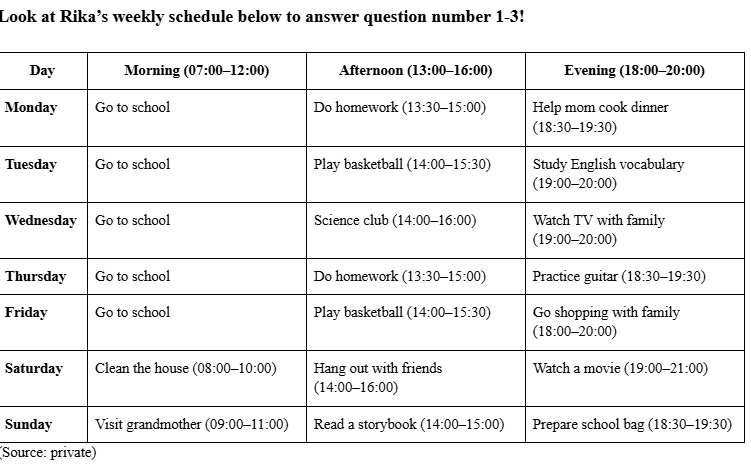 Look at Rika’s weekly schedule below to answer question number 1-3!
Day Morning (07:00–12:00) Afternoon (13:00–16:00) Evening (18:00–20:00)
Monday Go to school Do homework (13:30–15:00) Help mom cook dinner
(18:30–19:30)
Tuesday Go to school Play basketball (14:00–15:30) Study English vocabulary
(19:00–20:00)
Wednesday Go to school Science club (14:00–16:00) Watch TV with family
(19:00–20:00)
Thursday Go to school Do homework (13:30–15:00) Practice guitar (18:30–19:30)
Friday Go to school Play basketball (14:00–15:30) Go shopping with family
(18:00–20:00)
Saturday Clean the house (08:00–10:00) Hang out with friends
(14:00–16:00) Watch a movie (19:00–21:00)
Sunday Visit grandmother (09:00–11:00) Read a storybook (14:00–15:00) Prepare school bag (18:30–19:30)
(Source: private)